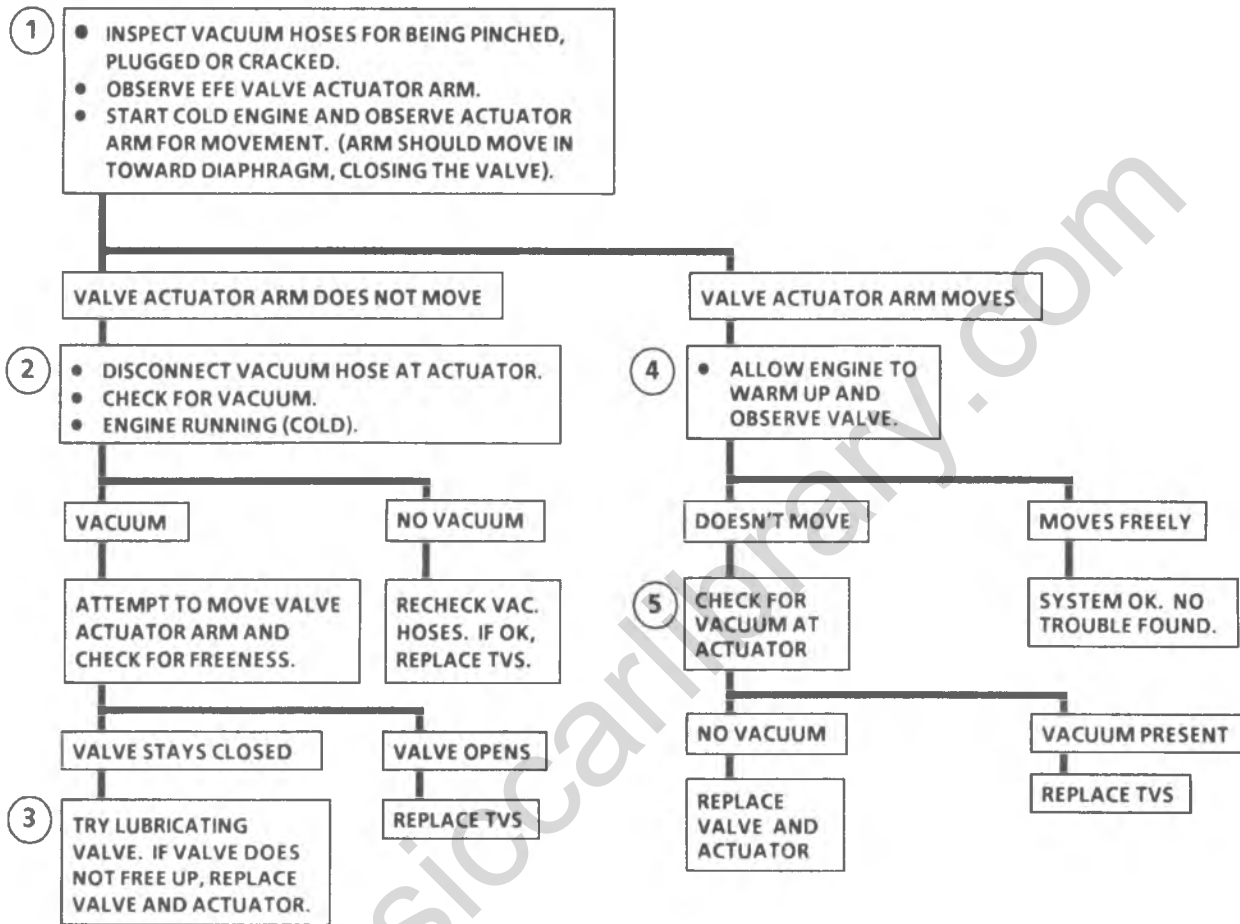 1
● INSPECT VACUUM HOSES FOR BEING PINCHED,
PLUGGED OR CRACKED.
● OBSERVE EFE VALVE ACTUATOR ARM.
● START COLD ENGINE AND OBSERVE ACTUATOR
ARM FOR MOVEMENT. (ARM SHOULD MOVE IN
TOWARD DIAPHRAGM, CLOSING THE VALVE).
VALVE ACTUATOR ARM DOES NOT MOVE
VALVE ACTUATOR ARM MOVES
2
● DISCONNECT VACUUM HOSE AT ACTUATOR.
● CHECK FOR VACUUM.
● ENGINE RUNNING (COLD).
4
● ALLOW ENGINE TO
WARM UP AND
OBSERVE VALVE.
VACUUM
NO VACUUM
DOESN'T MOVE
MOVES FREELY
ATTEMPT TO MOVE VALVE
ACTUATOR ARM AND
CHECK FOR FREENESS.
RECHECK VAC.
HOSES. IF OK,
REPLACE TVS.
5
CHECK FOR
VACUUM AT
ACTUATOR
SYSTEM OK. NO
TROUBLE FOUND.
VALVE STAYS CLOSED
VALVE OPENS
NO VACUUM
VACUUM PRESENT
3
TRY LUBRICATING
VALVE. IF VALVE DOES
NOT FREE UP, REPLACE
VALVE AND ACTUATOR.
REPLACE TVS
REPLACE
VALVE AND
ACTUATOR
REPLACE TVS
siccarlibrary.com